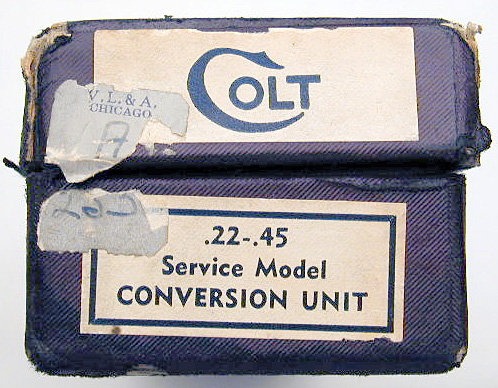 COLT
V. L. & A.
CHICAGO
A
.22-.45
Service Model
CONVERSION UNIT